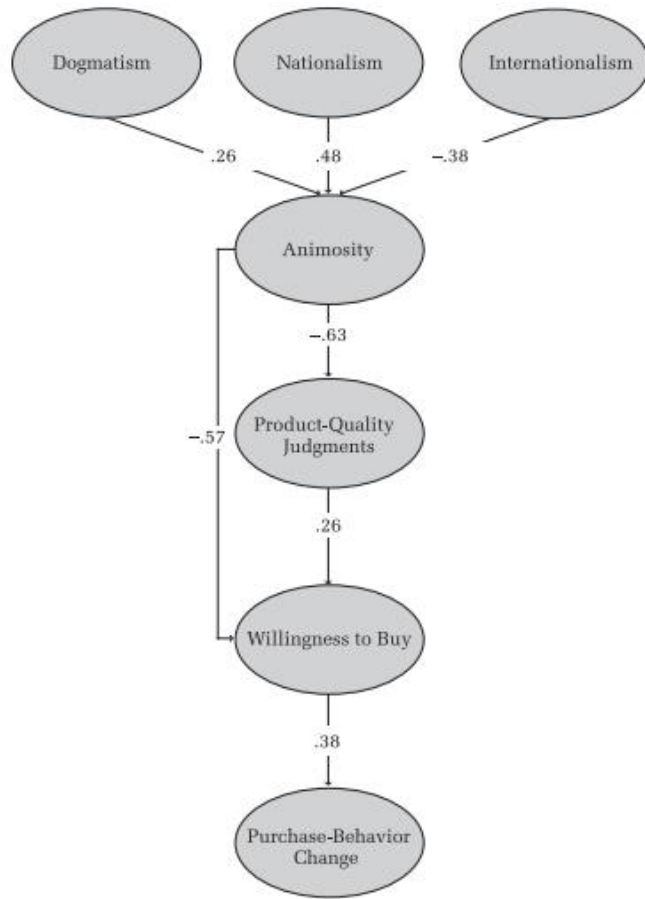 Dogmatism
Nationalism
Internationalism
.26
.48
–.38
Animosity
–.63
–.57
Product-Quality
Judgments
.26
Willingness to Buy
.38
Purchase-Behavior
Change